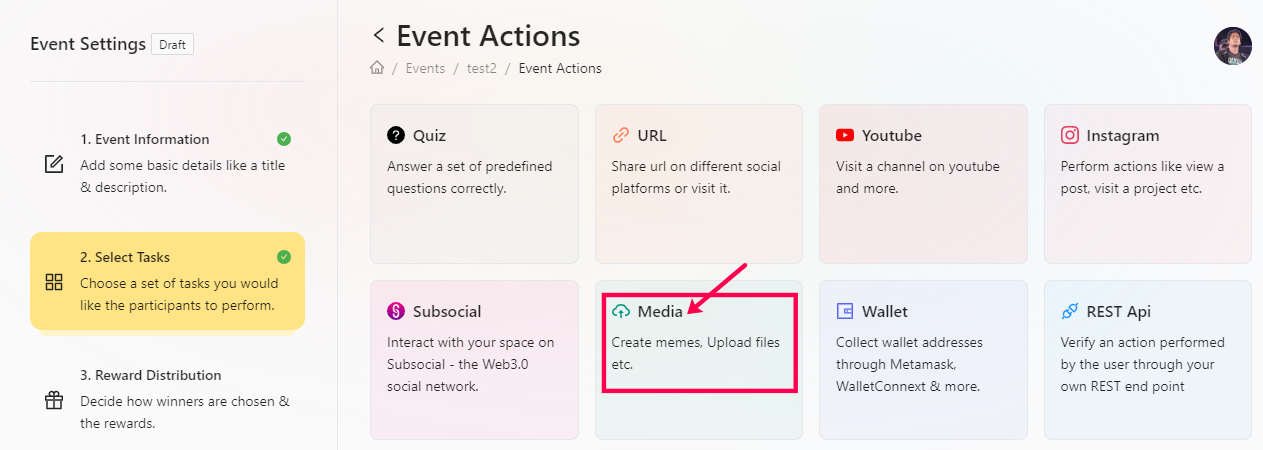 Event Settings Draft
1. Event Information
Add some basic details like a title
& description.
2. Select Tasks
Choose a set of tasks you would
like the participants to perform.
3. Reward Distribution
Decide how winners are chosen &
the rewards.
Event Actions
/ Events / test2 / Event Actions
Quiz
Answer a set of predefined
questions correctly.
URL
Share url on different social
platforms or visit it.
Youtube
Visit a channel on youtube
and more.
Instagram
Perform actions like view a
post, visit a project etc.
Subsocial
Interact with your space on
Subsocial - the Web3.0
social network.
Media
Create memes, Upload files
etc.
Wallet
Collect wallet addresses
through Metamask,
WalletConnext & more.
REST Api
Verify an action performed
by the user through your
own REST end point